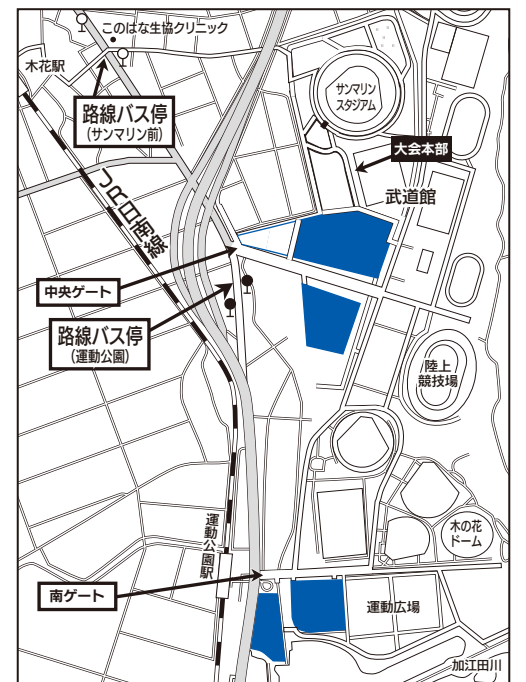 このはな生協クリニック
木花駅
路線バス停
(サンマリン前)
サンマリン
スタジアム
大会本部
武道館
JR日南線
中央ゲート
路線バス停
(運動公園)
陸上
競技場
木の花
ドーム
運動公園駅
南ゲート
運動広場
加江田川